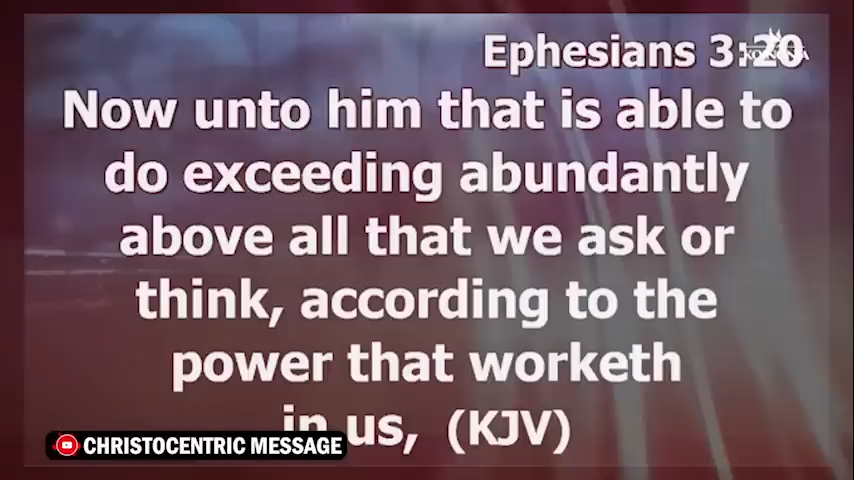 Ephesians 3:20
Now unto him that is able to
do exceeding abundantly
above all that we ask or
think, according to the
power that worketh
in us, (KJV)
CHRISTOCENTRIC MESSAGE